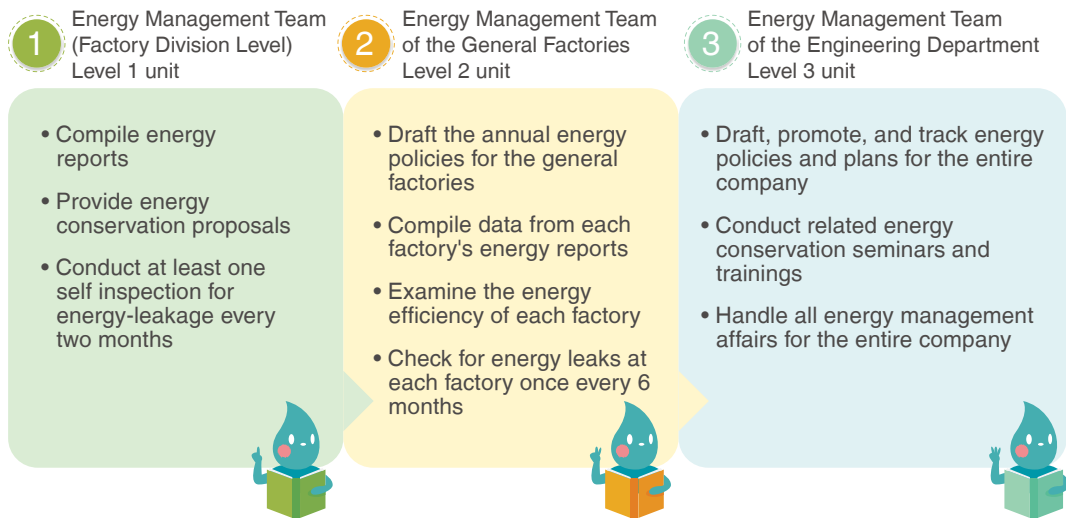 1
Energy Management Team
(Factory Division Level)
Level 1 unit
• Compile energy
reports
• Provide energy
conservation proposals
• Conduct at least one
self inspection for
energy-leakage every
two months
2
Energy Management Team
of the General Factories
Level 2 unit
• Draft the annual energy
policies for the general
factories
• Compile data from each
factory's energy reports
• Examine the energy
efficiency of each factory
• Check for energy leaks at
each factory once every 6
months
3
Energy Management Team
of the Engineering Department
Level 3 unit
• Draft, promote, and track energy
policies and plans for the entire
company
• Conduct related energy
conservation seminars and
trainings
• Handle all energy management
affairs for the entire company